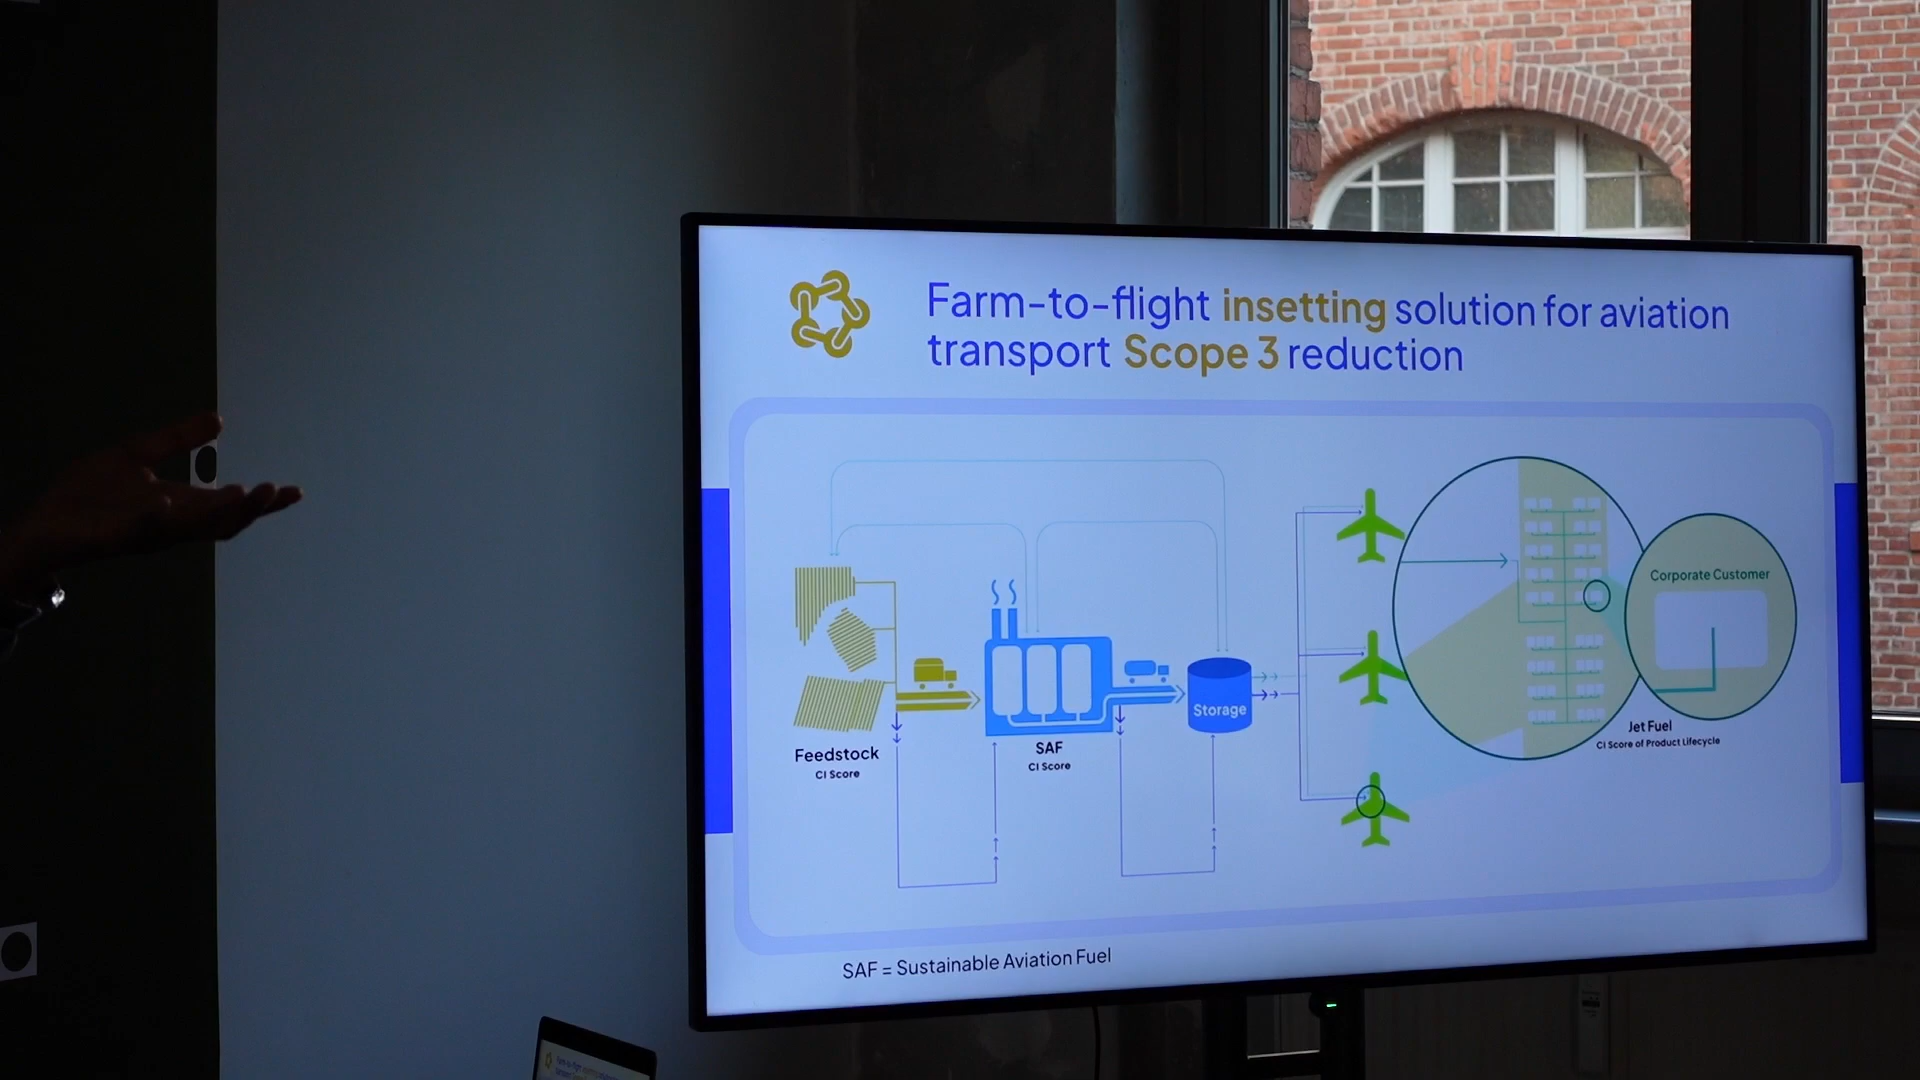 Farm-to-flight insetting solution for aviation
transport Scope 3 reduction
Corporate Customer
Storage
Feedstock
CI Score
SAF
CI Score
Jet Fuel
CI Score of Product Lifecycle
SAF = Sustainable Aviation Fuel